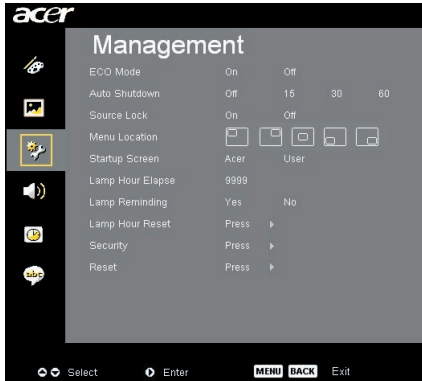 acer
Management
ECO Mode On Off
Auto Shutdown Off 15 30 60
Source Lock On Off
Menu Location
Startup Screen Acer User
Lamp Hour Elapse 9999
Lamp Reminding Yes No
Lamp Hour Reset Press
Security Press
Reset Press
abc
Select Enter MENU BACK Exit